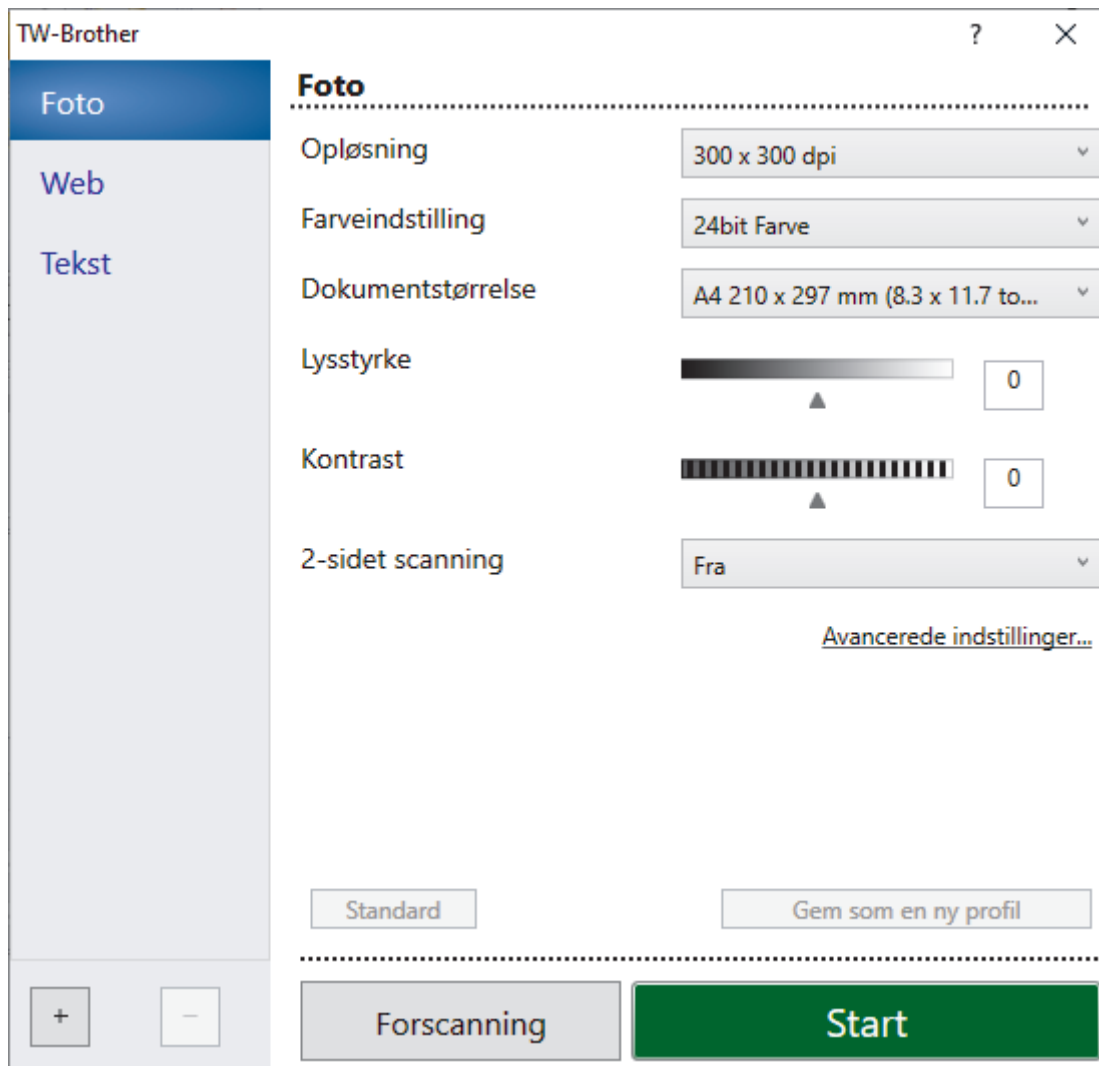 TW-Brother
?
Foto
Web
Tekst
Foto
Opløsning
300 x 300 dpi
Farveindstilling
24bit Farve
Dokumentstørrelse
A4 210 x 297 mm (8.3 x 11.7 to...
Lysstyrke
0
Kontrast
0
2-sidet scanning
Fra
Avancerede indstillinger...
Standard
Gem som en ny profil
+
−
Forscanning
Start